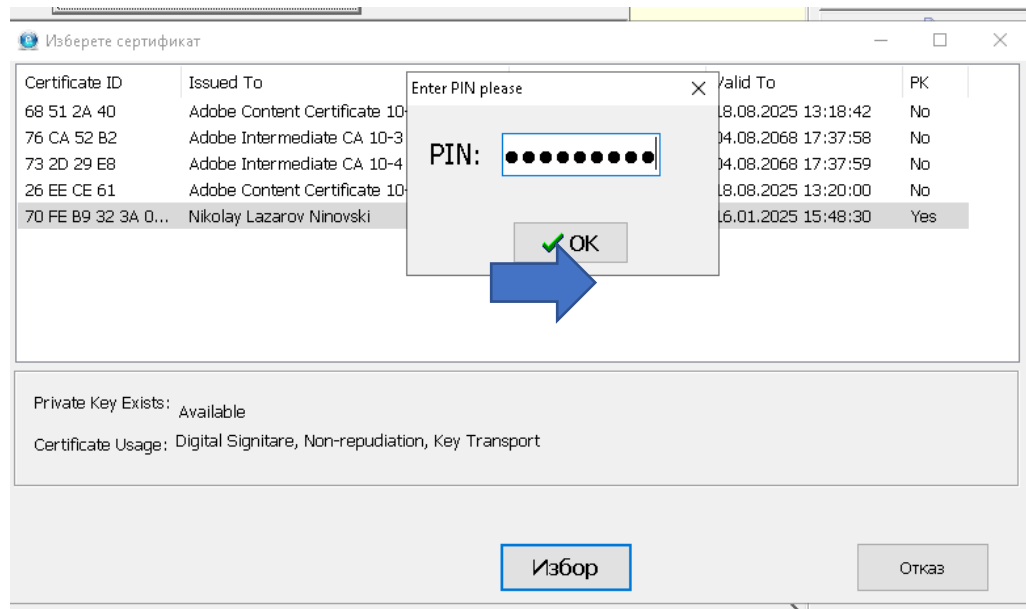 Изберете сертификат
Certificate ID Issued To Valid To PK
68 51 2A 40 Adobe Content Certificate 10- 18.08.2025 13:18:42 No
76 CA 52 B2 Adobe Intermediate CA 10-3 04.08.2068 17:37:58 No
73 2D 29 E8 Adobe Intermediate CA 10-4 04.08.2068 17:37:59 No
26 EE CE 61 Adobe Content Certificate 10- 18.08.2025 13:20:00 No
70 FE B9 32 3A 0... Nikolay Lazarov Ninovski 16.01.2025 15:48:30 Yes
Enter PIN please
PIN: ●●●●●●●●●
OK
Private Key Exists: Available
Certificate Usage: Digital Signitare, Non-repudiation, Key Transport
Избор Отказ